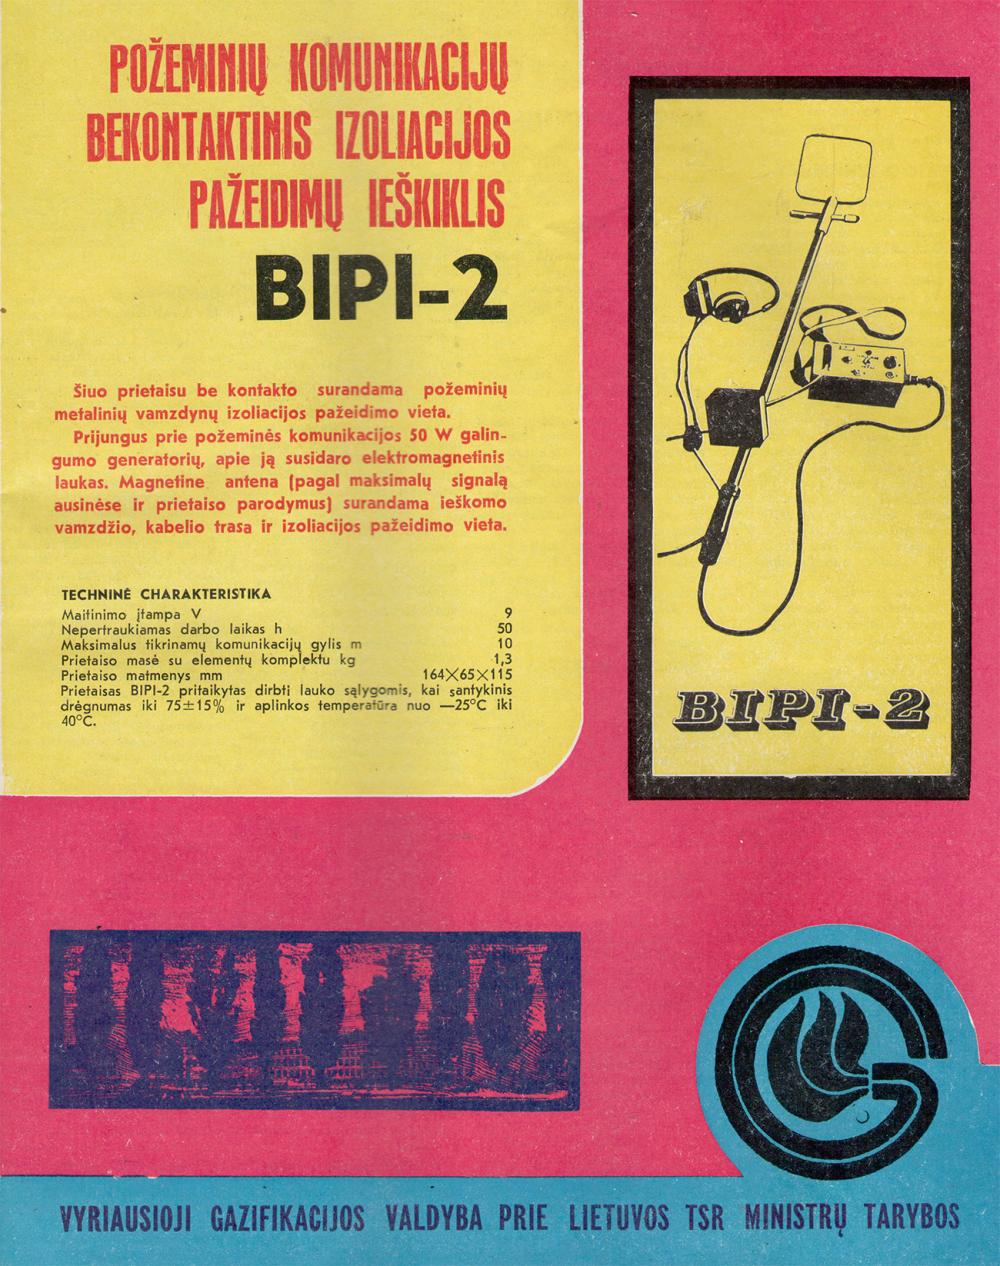 POŽEMINIŲ KOMUNIKACIJŲ
BEKONTAKTINIS IZOLIACIJOS
PAŽEIDIMŲ IEŠKIKLIS
BIPI-2
Šiuo prietaisu be kontakto surandama požeminių
metalinių vamzdynų izoliacijos pažeidimo vieta.
Prijungus prie požeminės komunikacijos 50 W galin-
gumo generatorių, apie ją susidaro elektromagnetinis
laukas. Magnetine antena (pagal maksimalų signalą
ausinėse ir prietaiso parodymus) surandama ieškomo
vamzdžio, kabelio trasa ir izoliacijos pažeidimo vieta.
TECHNINĖ CHARAKTERISTIKA
Maitinimo įtampa V 9
Nepertraukiamas darbo laikas h 50
Maksimalus tikrinamų komunikacijų gylis m 10
Prietaiso masė su elementų komplektu kg 1,3
Prietaiso matmenys mm 164×65×115
Prietaisas BIPI-2 pritaikytas dirbti lauko sąlygomis, kai santykinis
drėgnumas iki 75±15% ir aplinkos temperatūra nuo —25°C iki
40°C.
BIPI-2
VYRIAUSIOJI GAZIFIKACIJOS VALDYBA PRIE LIETUVOS TSR MINISTRŲ TARYBOS